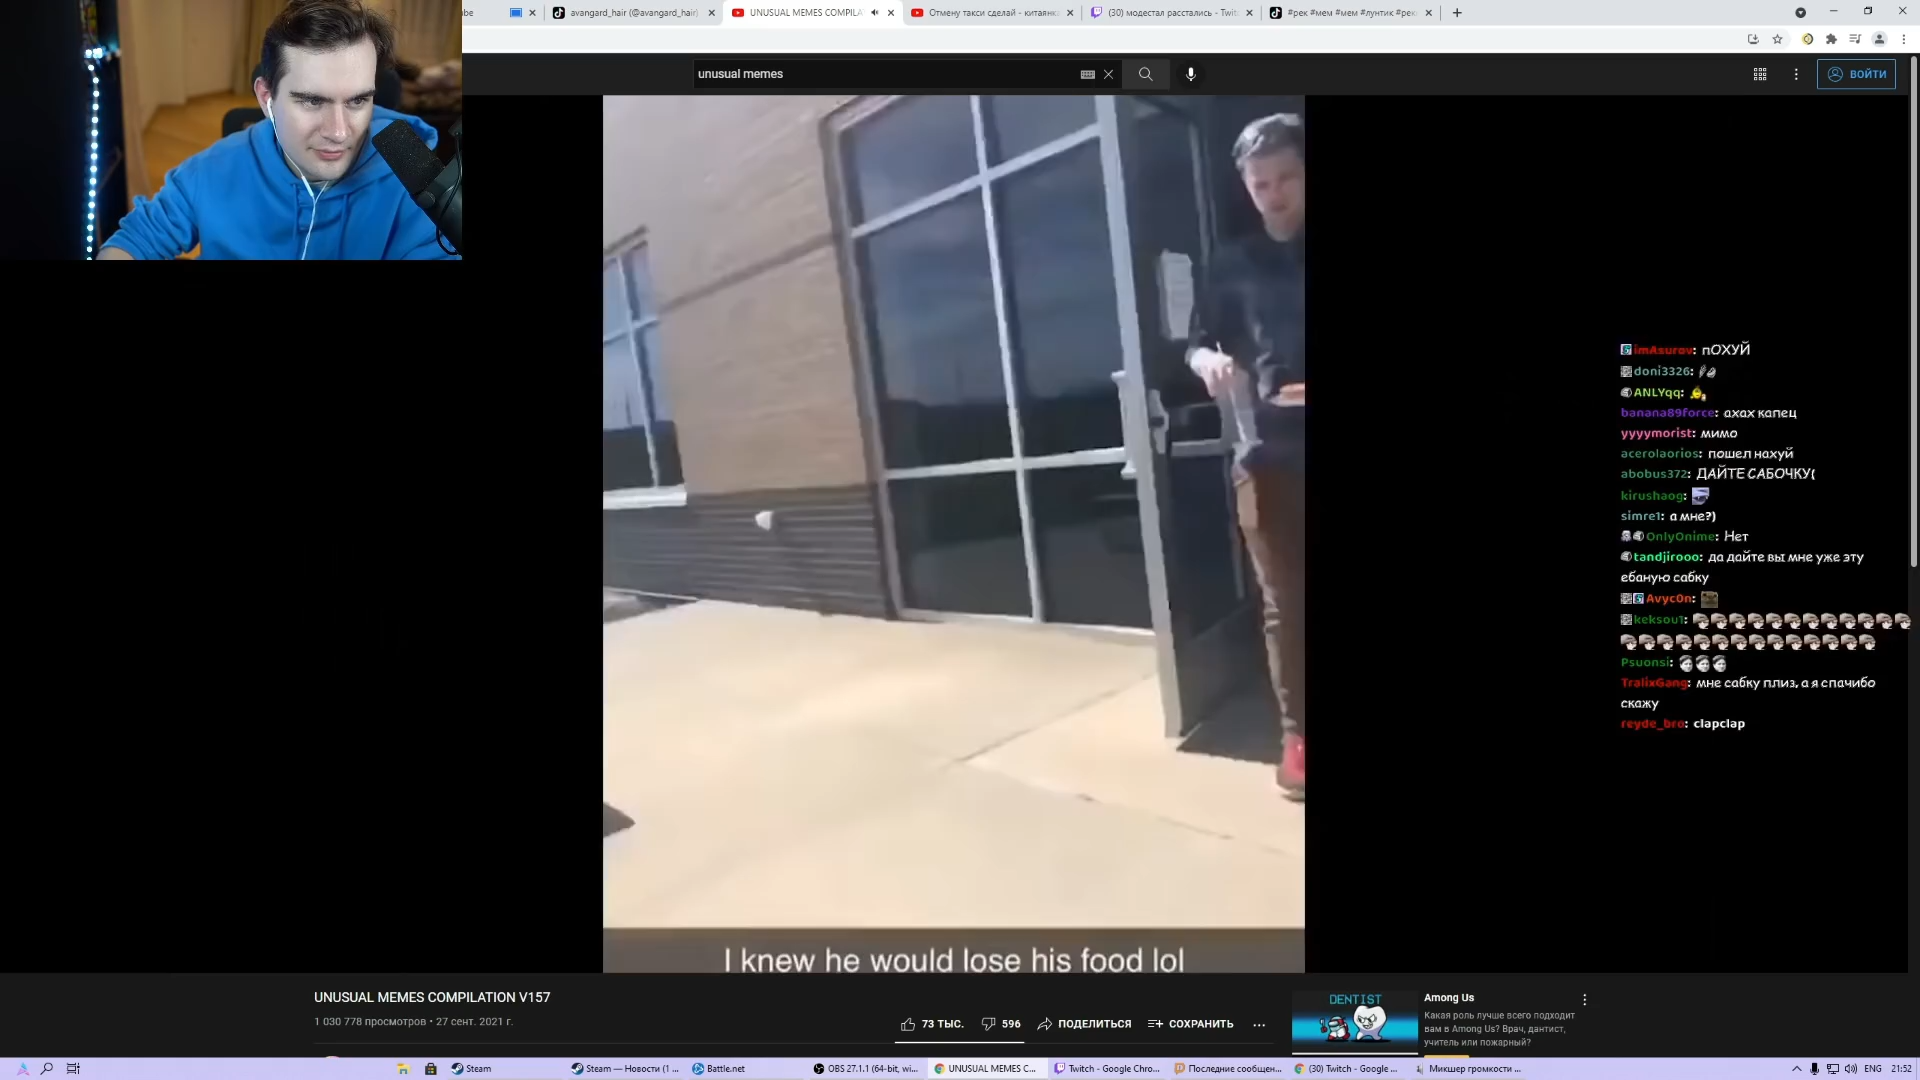 be
avangard_hair (@avangard_hair)
UNUSUAL MEMES COMPILA
Отмену такси сделай - китаянк
(30) модестал расстались - Twit
#рек #мем #мем #лунтик #рек
unusual memes
ВОЙТИ
imAsurov: пОХУЙ
doni3326:
ANLYqq:
banana89force: ахах капец
yyyymorist: мимо
acerolaorios: пошел нахуй
abobus372: ДАЙТЕ САБОЧКУ(
kirushaog:
simre1: а мне?)
OnlyOnime: Нет
tandjirooo: да дайте вы мне уже эту
ебаную сабку
Avyc0n:
keksou1:
Psuonsi:
TralixGang: мне сабку плиз, а я спачибо
скажу
reyde_bro: clapclap
I knew he would lose his food lol
UNUSUAL MEMES COMPILATION V157
1 030 778 просмотров • 27 сент. 2021 г.
73 ТЫС.
596
ПОДЕЛИТЬСЯ
СОХРАНИТЬ
DENTIST
Among Us
Какая роль лучше всего подходит
вам в Among Us? Врач, дантист,
учитель или пожарный?
Steam
Steam — Новости (1 ...
Battle.net
OBS 27.1.1 (64-bit, wi...
UNUSUAL MEMES C...
Twitch - Google Chro...
Последние сообщен...
(30) Twitch - Google ...
Микшер громкости ...
ENG
21:52